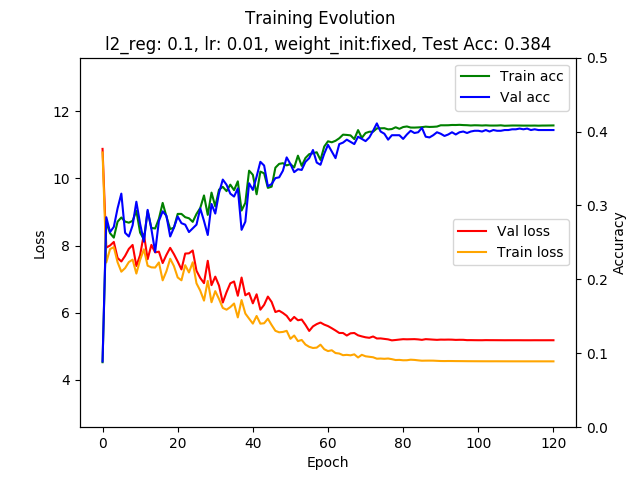 Training Evolution
l2_reg: 0.1, lr: 0.01, weight_init:fixed, Test Acc: 0.384
Train acc
Val acc
Val loss
Train loss
Loss
12
10
8
6
4
Accuracy
0.5
0.4
0.3
0.2
0.1
0.0
0 20 40 60 80 100 120
Epoch